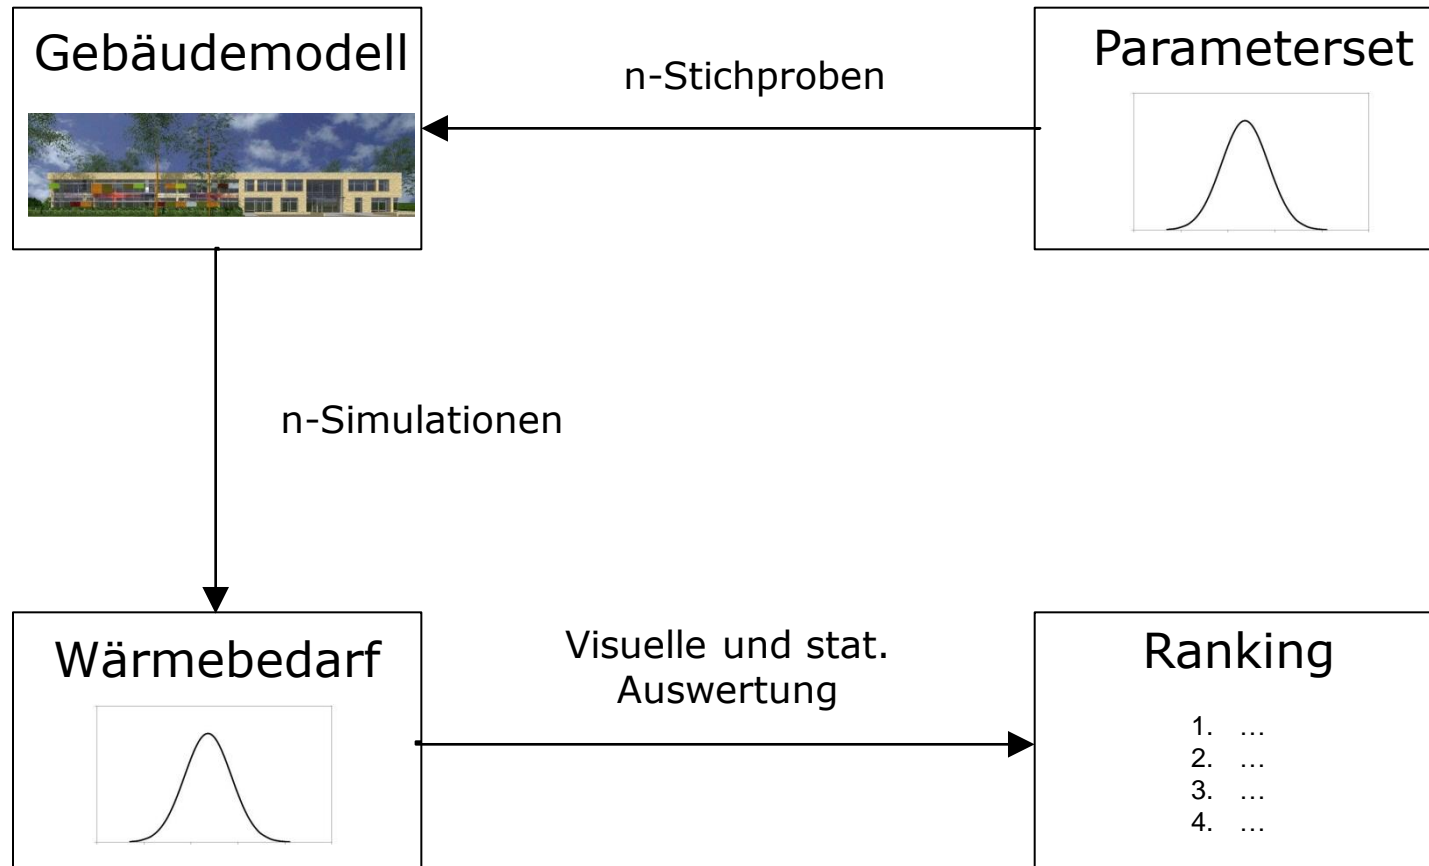 Gebäudemodell
n-Stichproben
Parameterset
n-Simulationen
Wärmebedarf
Visuelle und stat.
Auswertung
Ranking
1. ...
2. ...
3. ...
4. ...